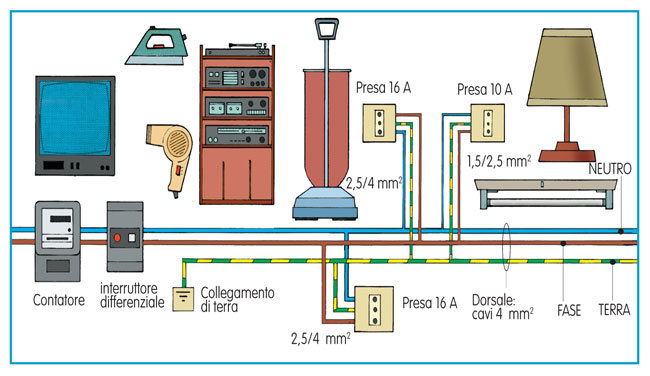 Presa 16 A
Presa 10 A
1,5/2,5 mm²
2,5/4 mm²
NEUTRO
Contatore
interruttore
differenziale
Collegamento
di terra
Presa 16 A
2,5/4 mm²
Dorsale:
cavi 4 mm²
FASE
TERRA